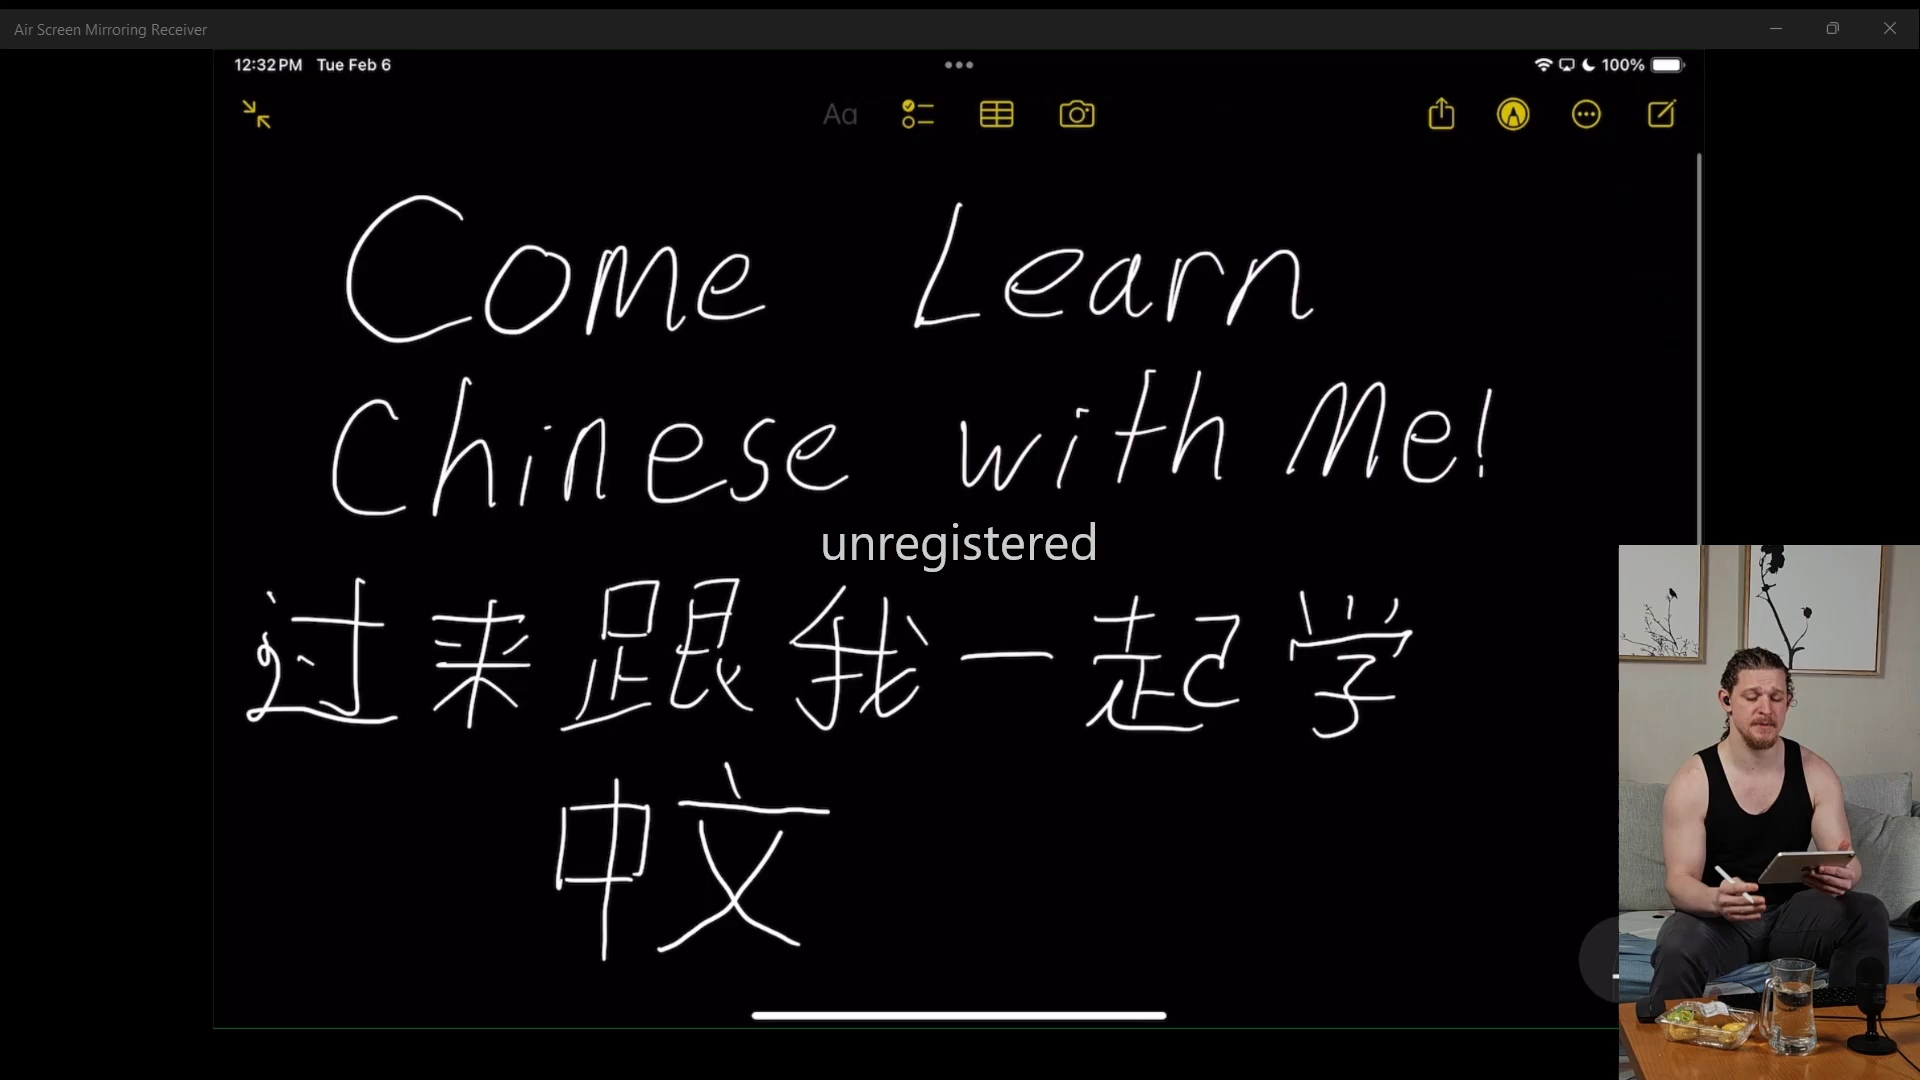 Air Screen Mirroring Receiver
12:32 PM Tue Feb 6
100%
Aa
Come Learn
Chinese with Me!
unregistered
过来跟我一起学
中文